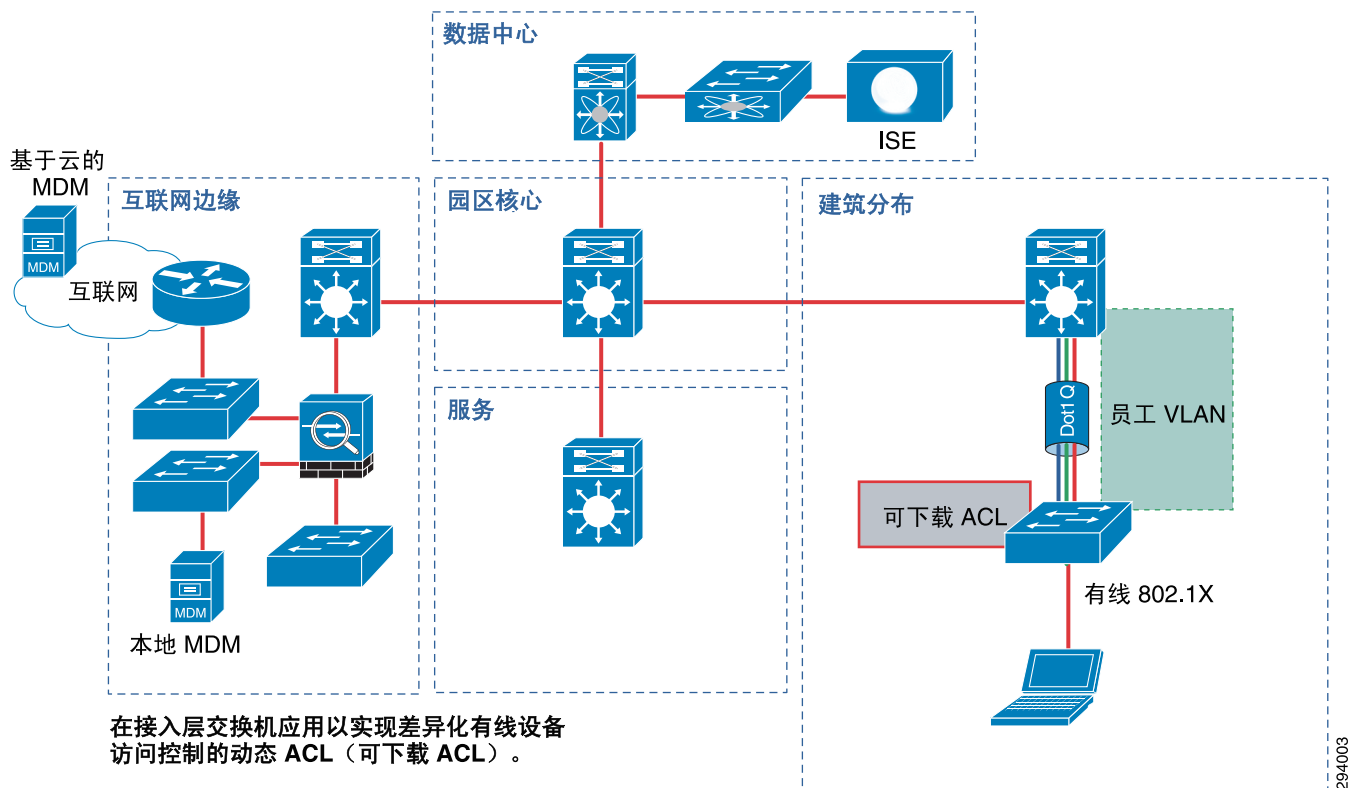 数据中心
ISE
基于云的
MDM
MDM
互联网
互联网边缘
园区核心
建筑分布
服务
Dot1 Q
员工 VLAN
可下载 ACL
有线 802.1X
MDM
本地 MDM
在接入层交换机应用以实现差异化有线设备
访问控制的动态 ACL（可下载 ACL）。
294003